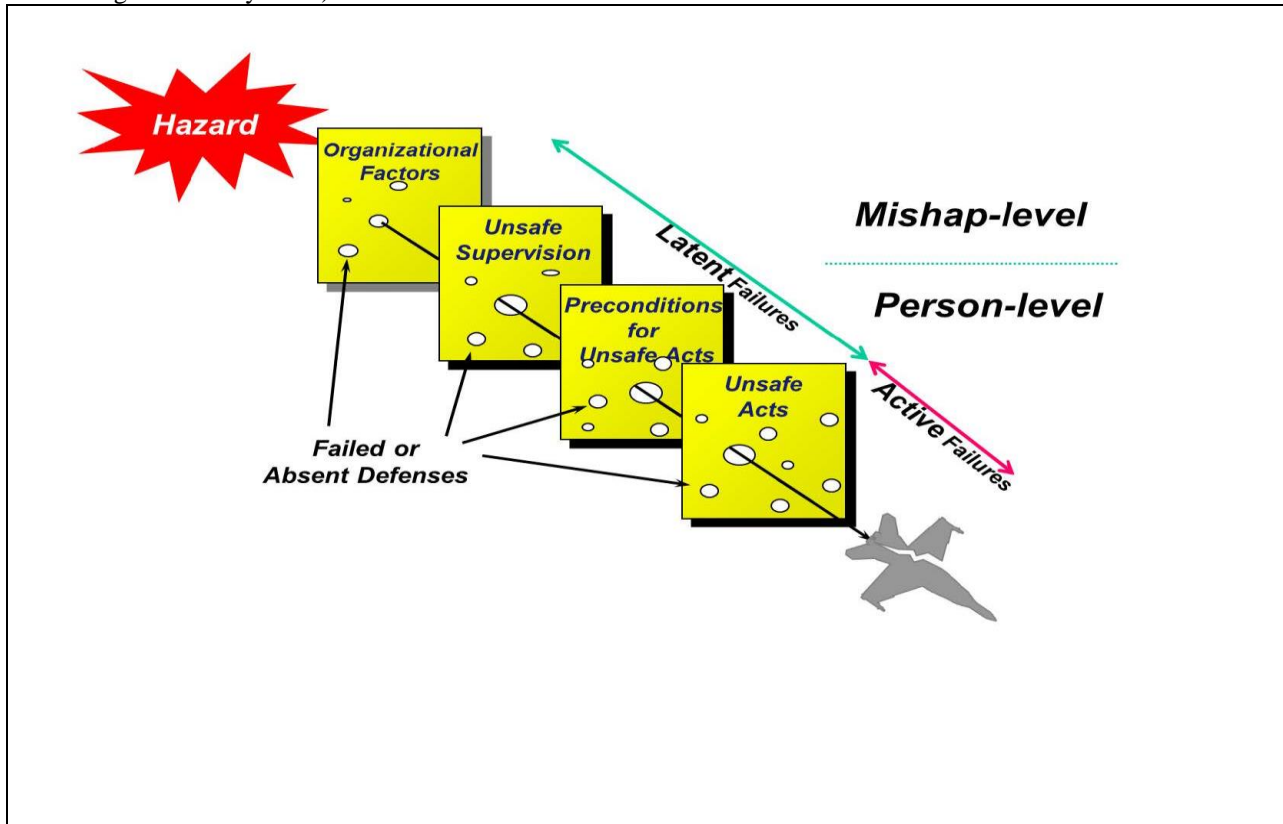 Hazard
Organizational
Factors
Unsafe
Supervision
Preconditions
for
Unsafe Acts
Unsafe
Acts
Latent Failures
Active Failures
Mishap-level
Person-level
Failed or
Absent Defenses